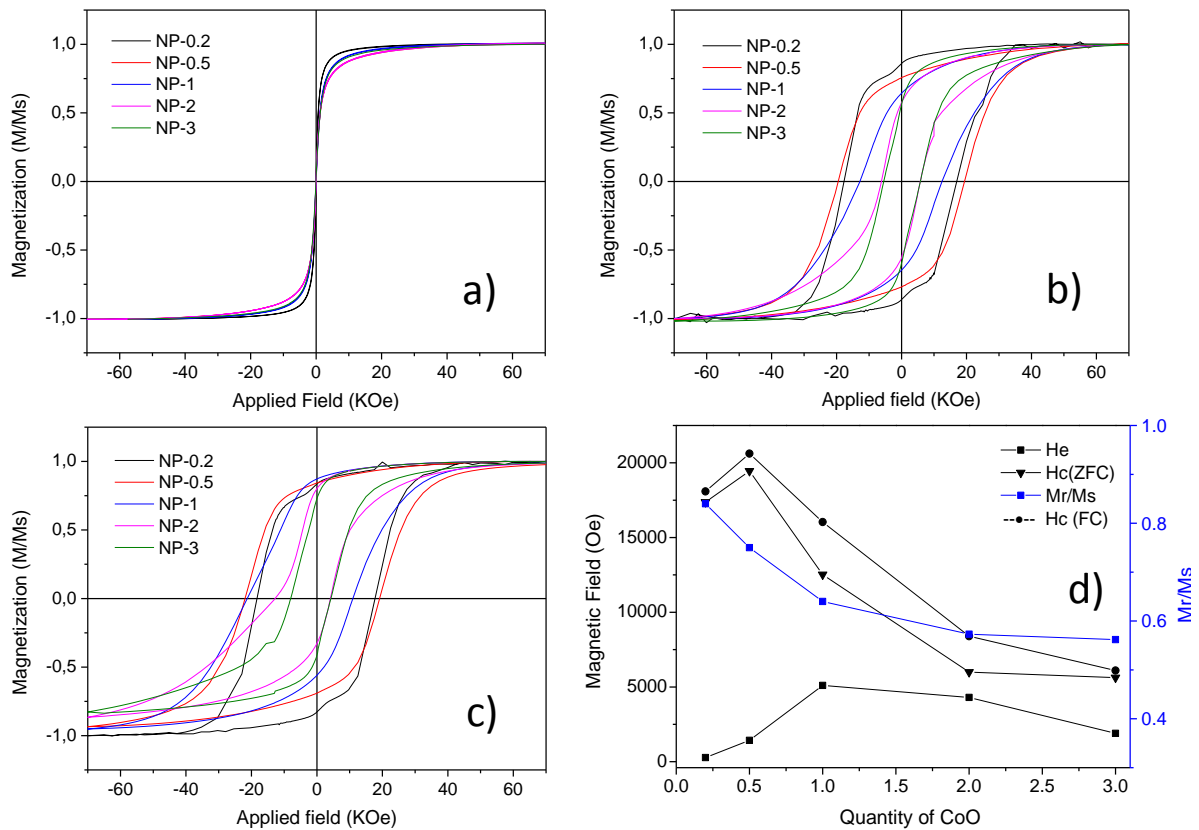 NP-0.2
NP-0.5
NP-1
NP-2
NP-3
1,0
0,5
0,0
-0,5
-1,0
Magnetization (M/Ms)
a)
-60 -40 -20 0 20 40 60
Applied Field (KOe)
NP-0.2
NP-0.5
NP-1
NP-2
NP-3
1,0
0,5
0,0
-0,5
-1,0
Magnetization (M/Ms)
b)
-60 -40 -20 0 20 40 60
Applied field (KOe)
NP-0.2
NP-0.5
NP-1
NP-2
NP-3
1,0
0,5
0,0
-0,5
-1,0
Magnetization (M/Ms)
c)
-60 -40 -20 0 20 40 60
Applied field (KOe)
He
Hc(ZFC)
Mr/Ms
Hc (FC)
20000
15000
10000
5000
0
Magnetic Field (Oe)
d)
1.0
0.8
0.6
0.4
Mr/Ms
0.0 0.5 1.0 1.5 2.0 2.5 3.0
Quantity of CoO